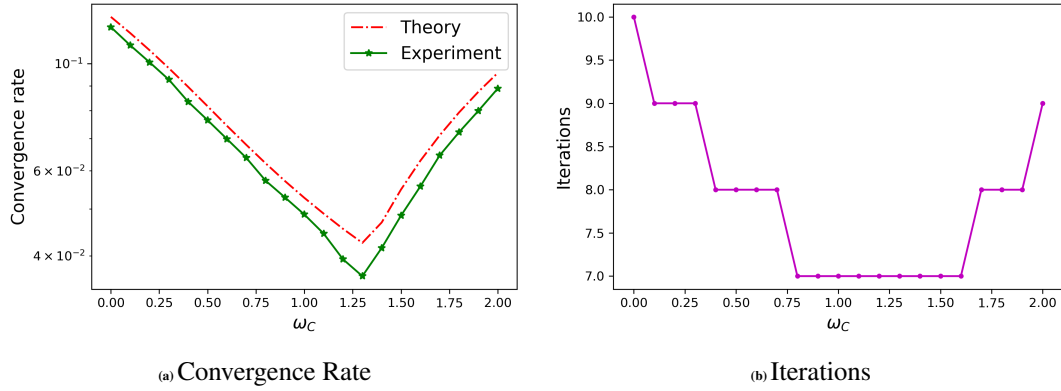 Convergence rate
10⁻¹
6 × 10⁻²
4 × 10⁻²
Theory
Experiment
0.00 0.25 0.50 0.75 1.00 1.25 1.50 1.75 2.00
ω_C
(a) Convergence Rate
Iterations
10.0
9.5
9.0
8.5
8.0
7.5
7.0
0.00 0.25 0.50 0.75 1.00 1.25 1.50 1.75 2.00
ω_C
(b) Iterations